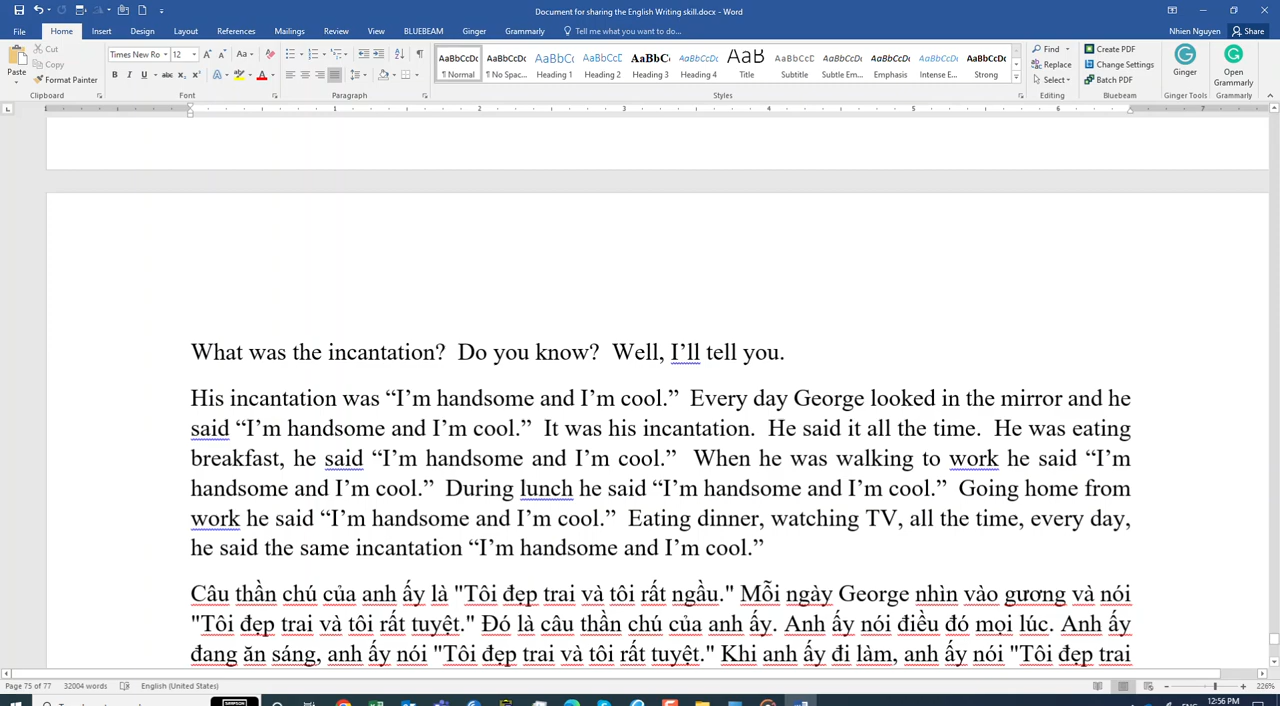 Document for sharing the English Writing skill.docx - Word
File Home Insert Design Layout References Mailings Review View BLUEBEAM Ginger Grammarly Tell me what you want to do... Nhien Nguyen Share
Paste Cut Copy Format Painter
Times New Ro 12
AaBbCcDc AaBbCcDc AaBbC AaBbCcD AaBbCc AaBbCcDc AaB AaBbCcD AaBbCcDc AaBbCcDc AaBbCcDc AaBbCcDc
¶ Normal ¶ No Spac... Heading 1 Heading 2 Heading 3 Heading 4 Title Subtitle Subtle Em... Emphasis Intense E... Strong
Find Replace Select
Create PDF Change Settings Batch PDF
Ginger Open Grammarly
Clipboard Font Paragraph Styles Editing Bluebeam Ginger Tools Grammarly
What was the incantation?  Do you know?  Well, I’ll tell you.
His incantation was “I’m handsome and I’m cool.”  Every day George looked in the mirror and he
said “I’m handsome and I’m cool.”  It was his incantation.  He said it all the time.  He was eating
breakfast, he said “I’m handsome and I’m cool.”  When he was walking to work he said “I’m
handsome and I’m cool.”  During lunch he said “I’m handsome and I’m cool.”  Going home from
work he said “I’m handsome and I’m cool.”  Eating dinner, watching TV, all the time, every day,
he said the same incantation “I’m handsome and I’m cool.”
Câu thần chú của anh ấy là "Tôi đẹp trai và tôi rất ngầu." Mỗi ngày George nhìn vào gương và nói
"Tôi đẹp trai và tôi rất tuyệt." Đó là câu thần chú của anh ấy. Anh ấy nói điều đó mọi lúc. Anh ấy
đang ăn sáng, anh ấy nói "Tôi đẹp trai và tôi rất tuyệt." Khi anh ấy đi làm, anh ấy nói "Tôi đẹp trai
Page 75 of 77 32004 words English (United States) 226%
12:56 PM